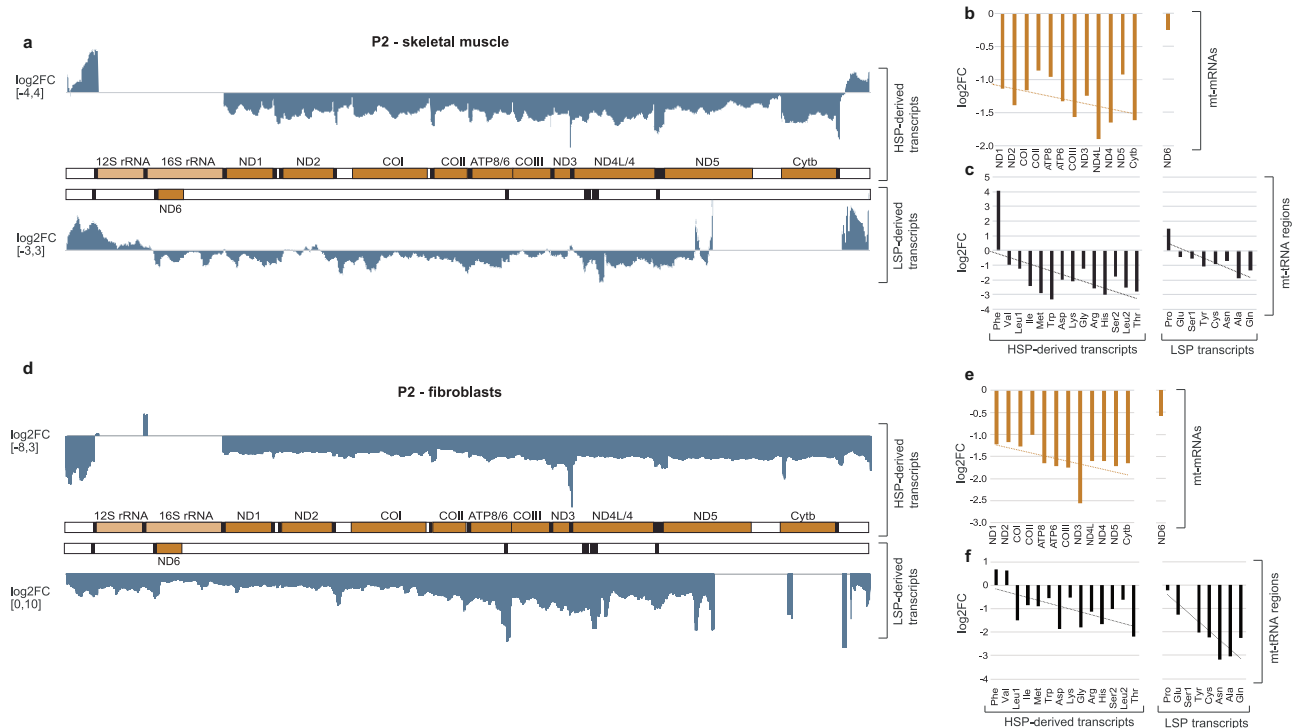 a
P2 - skeletal muscle
log2FC
[-4,4]
HSP-derived
transcripts
12S rRNA 16S rRNA ND1 ND2 COI COII ATP8/6 COIII ND3 ND4L/4 ND5 Cytb
ND6
log2FC
[-3,3]
LSP-derived
transcripts
b
0
-0.5
-1.0
-1.5
-2.0
log2FC
ND1 ND2 COI COII ATP8 ATP6 COIII ND3 ND4L ND4 ND5 Cytb
ND6
mt-mRNAs
c
5
4
3
2
1
0
-1
-2
-3
-4
log2FC
Phe Val Leu1 Ile Met Trp Asp Lys Gly Arg His Ser2 Leu2 Thr
Pro Glu Ser1 Tyr Cys Asn Ala Gln
HSP-derived transcripts
LSP transcripts
mt-tRNA regions
d
P2 - fibroblasts
log2FC
[-8,3]
HSP-derived
transcripts
12S rRNA 16S rRNA ND1 ND2 COI COII ATP8/6 COIII ND3 ND4L/4 ND5 Cytb
ND6
log2FC
[0,10]
LSP-derived
transcripts
e
0
-0.5
-1.0
-1.5
-2.0
-2.5
-3.0
log2FC
ND1 ND2 COI COII ATP8 ATP6 COIII ND3 ND4L ND4 ND5 Cytb
ND6
mt-mRNAs
f
1
0
-1
-2
-3
-4
log2FC
Phe Val Leu1 Ile Met Trp Asp Lys Gly Arg His Ser2 Leu2 Thr
Pro Glu Ser1 Tyr Cys Asn Ala Gln
HSP-derived transcripts
LSP transcripts
mt-tRNA regions